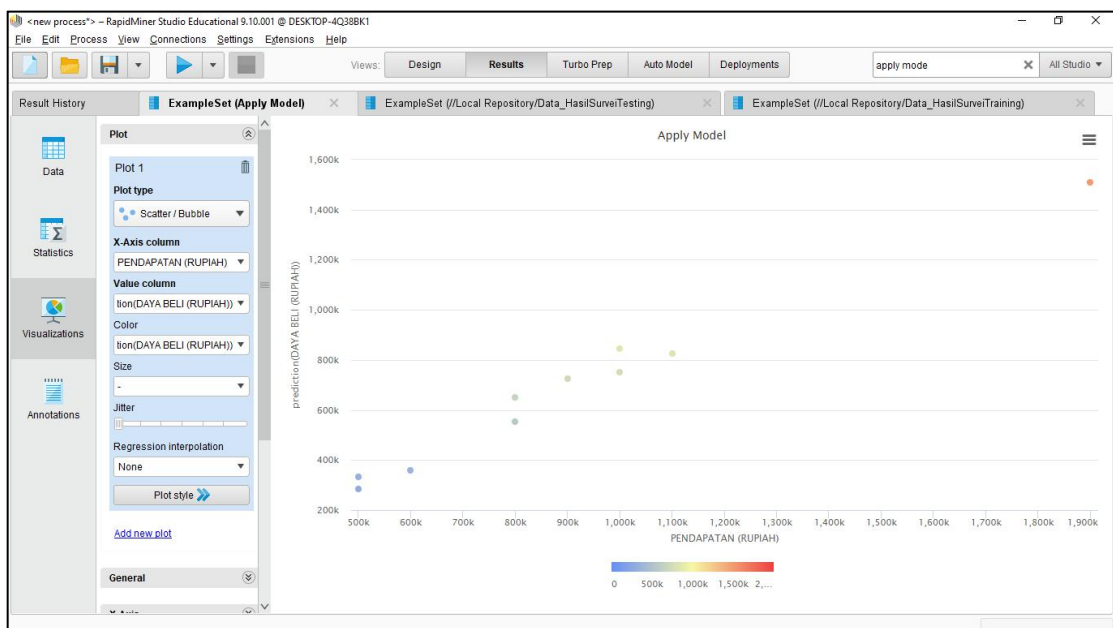 <new process*> – RapidMiner Studio Educational 9.10.001 @ DESKTOP-4Q38BK1
File Edit Process View Connections Settings Extensions Help
Views: Design Results Turbo Prep Auto Model Deployments
apply mode
All Studio
Result History
ExampleSet (Apply Model)
ExampleSet (//Local Repository/Data_HasilSurveiTesting)
ExampleSet (//Local Repository/Data_HasilSurveiTraining)
Data
Statistics
Visualizations
Annotations
Plot
Plot 1
Plot type
Scatter / Bubble
X-Axis column
PENDAPATAN (RUPIAH)
Value column
tion(DAYA BELI (RUPIAH))
Color
tion(DAYA BELI (RUPIAH))
Size
-
Jitter
Regression interpolation
None
Plot style
Add new plot
General
Apply Model
prediction(DAYA BELI (RUPIAH))
1,600k
1,400k
1,200k
1,000k
800k
600k
400k
200k
500k 600k 700k 800k 900k 1,000k 1,100k 1,200k 1,300k 1,400k 1,500k 1,600k 1,700k 1,800k 1,900k
PENDAPATAN (RUPIAH)
0 500k 1,000k 1,500k 2,...